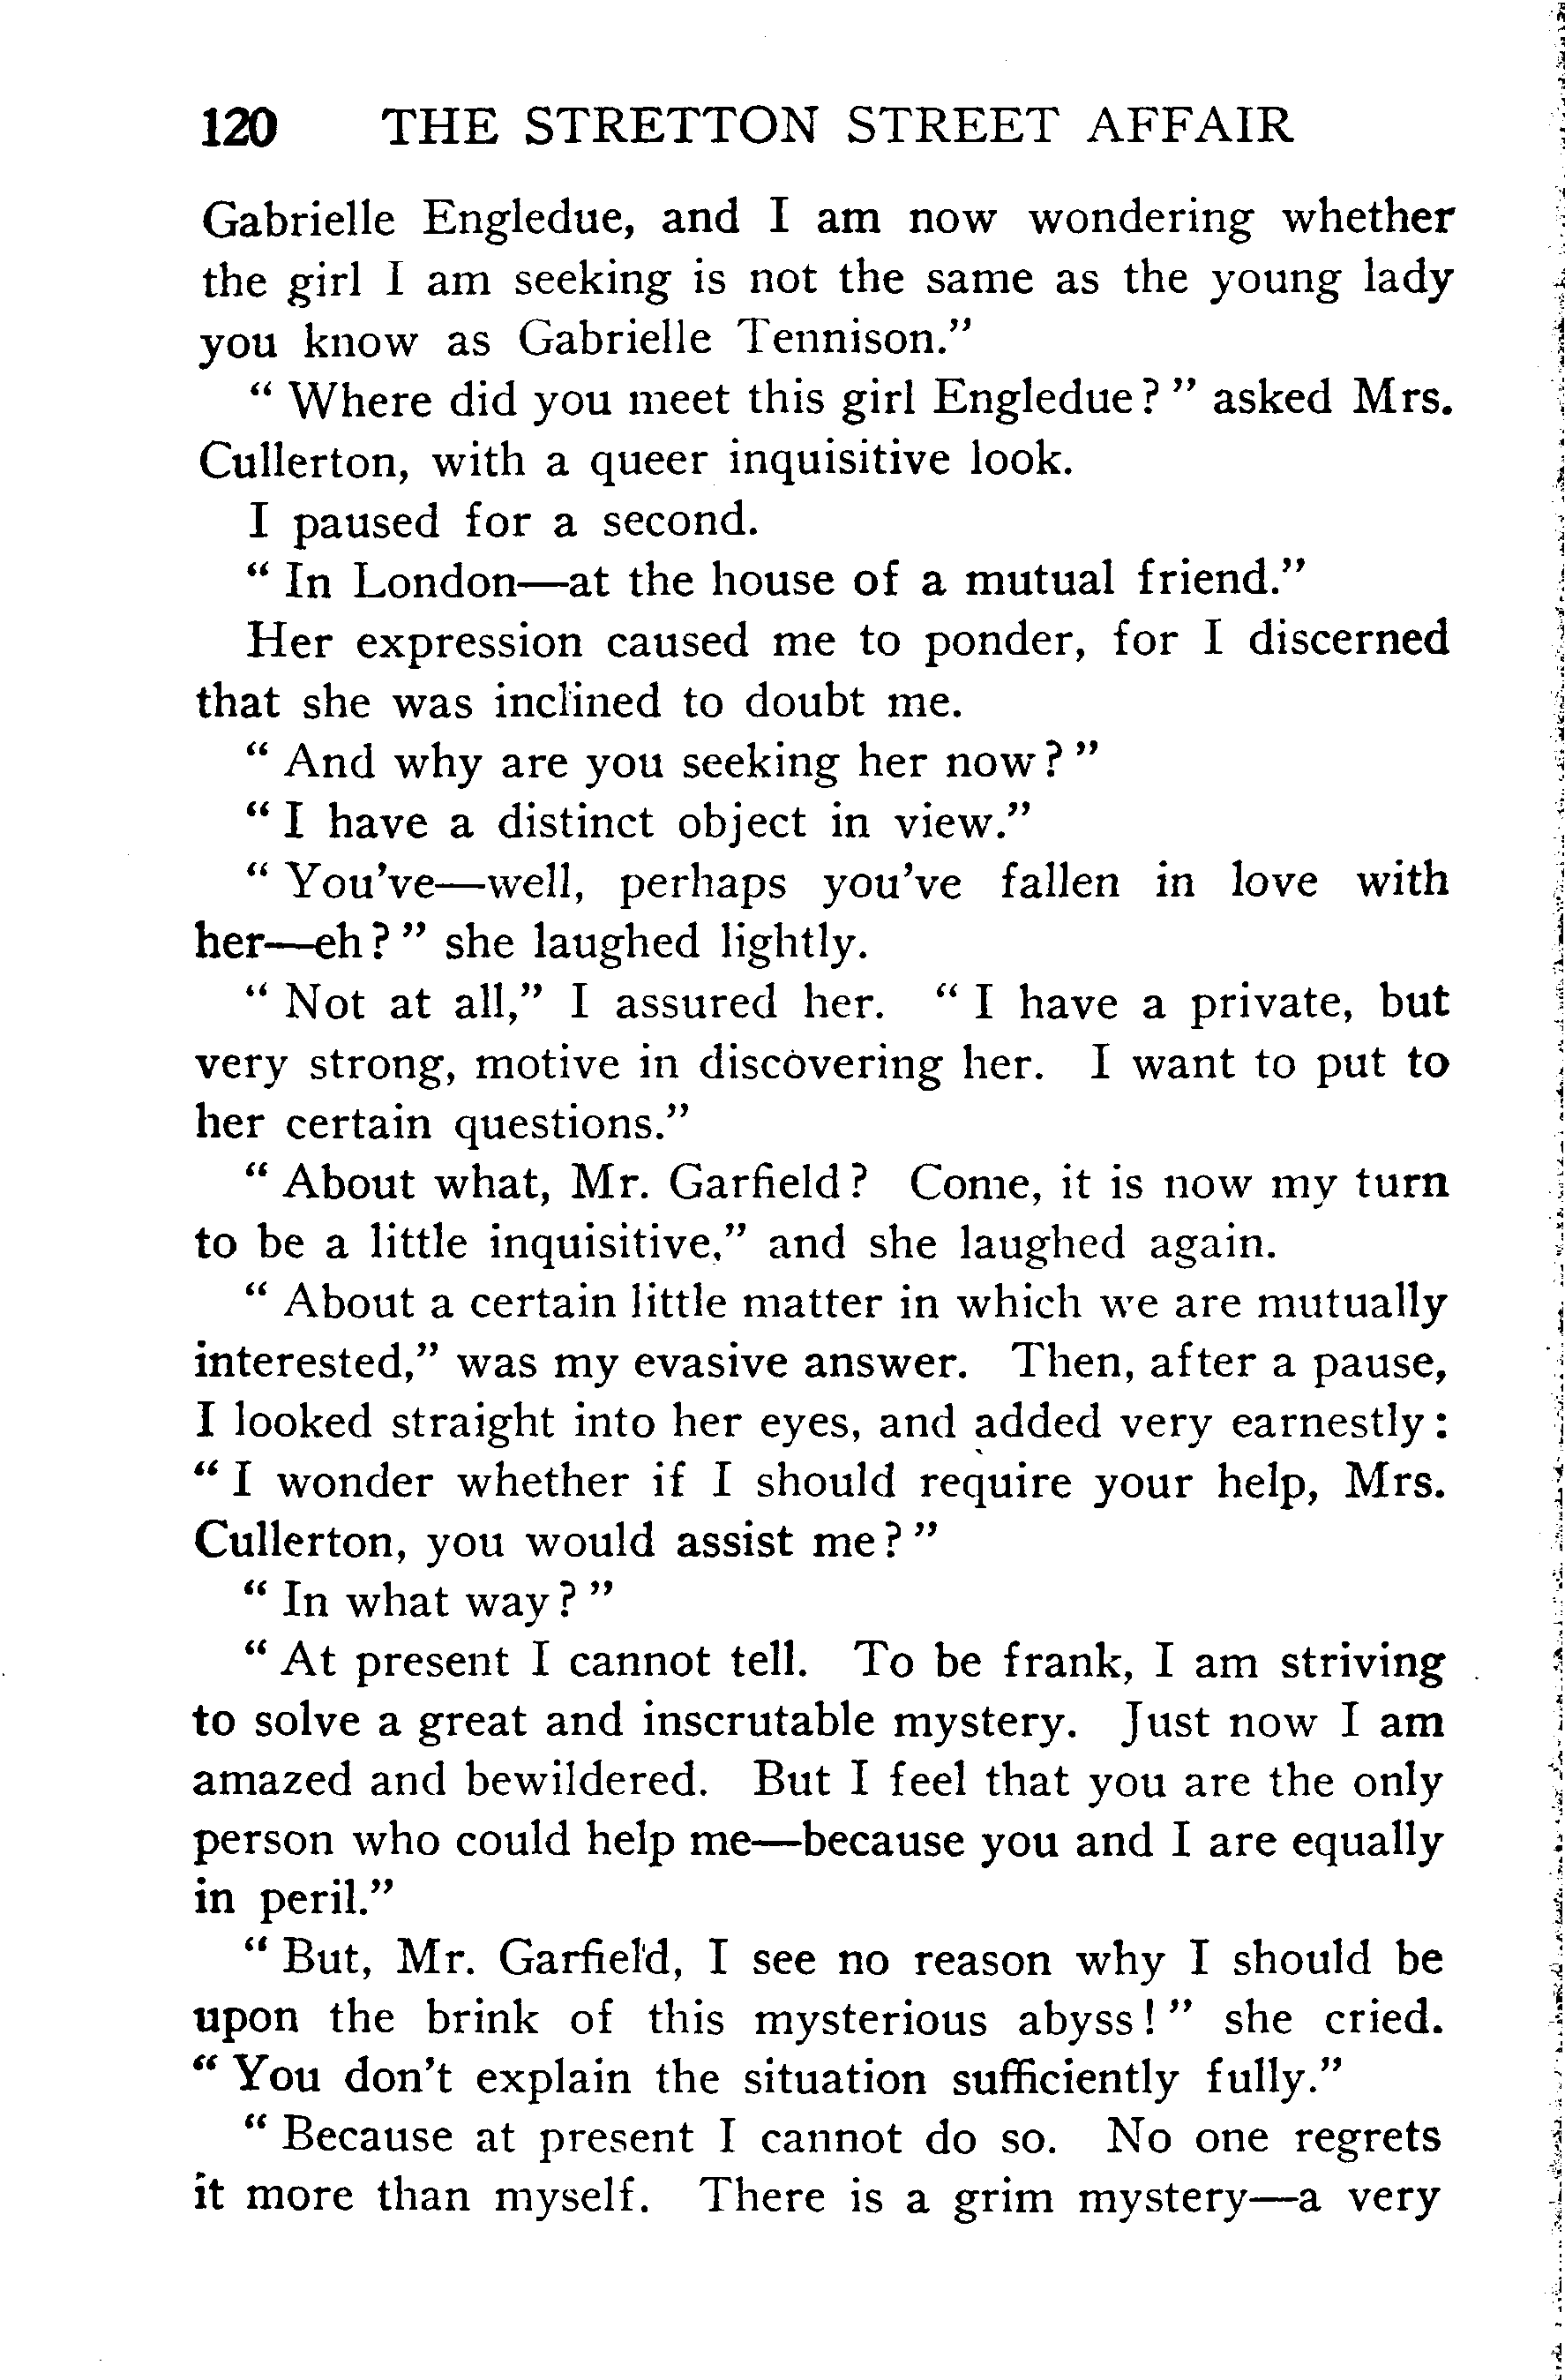 120 THE STRETTON STREET AFFAIR
Gabrielle Engledue, and I am now wondering whether
the girl I am seeking is not the same as the young lady
you know as Gabrielle Tennison.”
“ Where did you meet this girl Engledue? ” asked Mrs.
Cullerton, with a queer inquisitive look.
I paused for a second.
“ In London—at the house of a mutual friend.”
Her expression caused me to ponder, for I discerned
that she was inclined to doubt me.
“ And why are you seeking her now? ”
“ I have a distinct object in view.”
“ You've—well, perhaps you've fallen in love with
her—eh? ” she laughed lightly.
“ Not at all,” I assured her. “ I have a private, but
very strong, motive in discovering her. I want to put to
her certain questions.”
“ About what, Mr. Garfield? Come, it is now my turn
to be a little inquisitive,” and she laughed again.
“ About a certain little matter in which we are mutually
interested,” was my evasive answer. Then, after a pause,
I looked straight into her eyes, and added very earnestly:
“ I wonder whether if I should require your help, Mrs.
Cullerton, you would assist me? ”
“ In what way? ”
“ At present I cannot tell. To be frank, I am striving
to solve a great and inscrutable mystery. Just now I am
amazed and bewildered. But I feel that you are the only
person who could help me—because you and I are equally
in peril.”
“ But, Mr. Garfield, I see no reason why I should be
upon the brink of this mysterious abyss! ” she cried.
“ You don't explain the situation sufficiently fully.”
“ Because at present I cannot do so. No one regrets
it more than myself. There is a grim mystery—a very